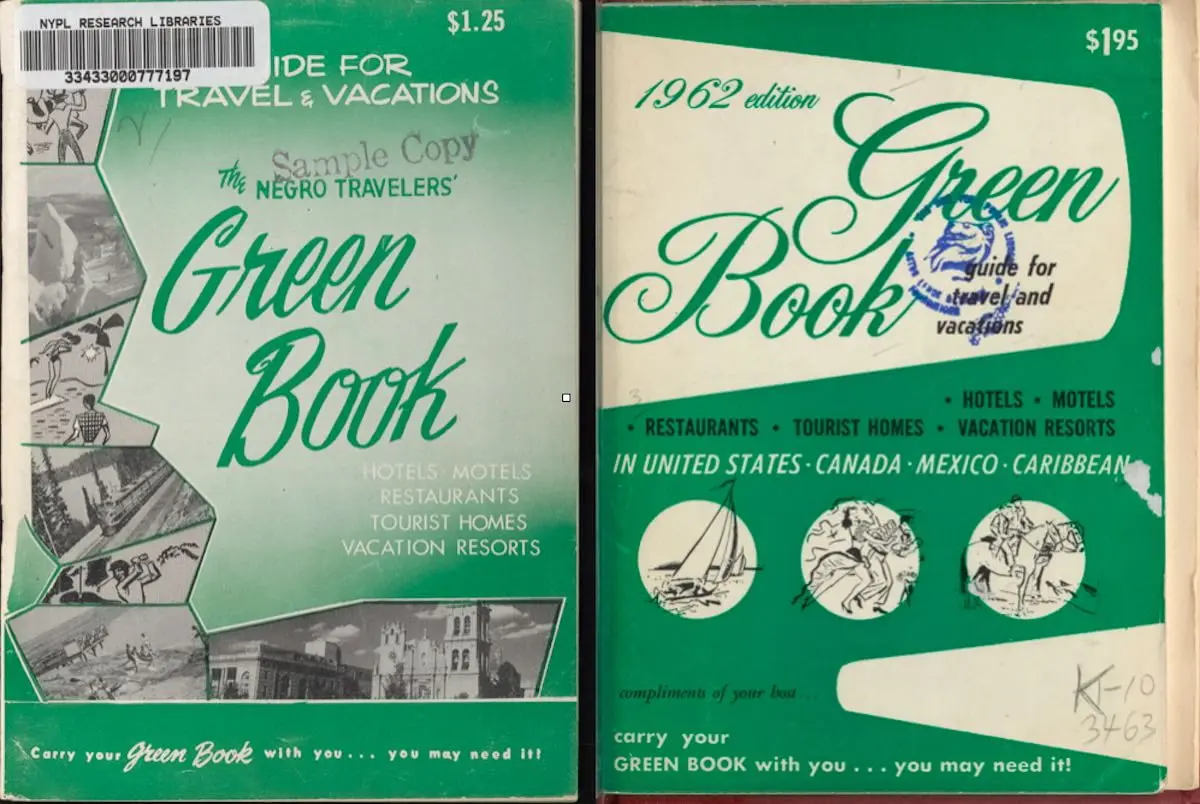 NYPL RESEARCH LIBRARIES
33433000777197
$1.25
IDE FOR
TRAVEL & VACATIONS
Sample Copy
The NEGRO TRAVELERS'
Green
Book
HOTELS MOTELS
RESTAURANTS
TOURIST HOMES
VACATION RESORTS
Carry your Green Book with you... you may need it!
$1.95
1962 edition
Green
Book
guide for
travel and
vacations
• HOTELS • MOTELS
• RESTAURANTS • TOURIST HOMES • VACATION RESORTS
IN UNITED STATES · CANADA · MEXICO · CARIBBEAN
compliments of your host...
K-10
3463
carry your
GREEN BOOK with you... you may need it!